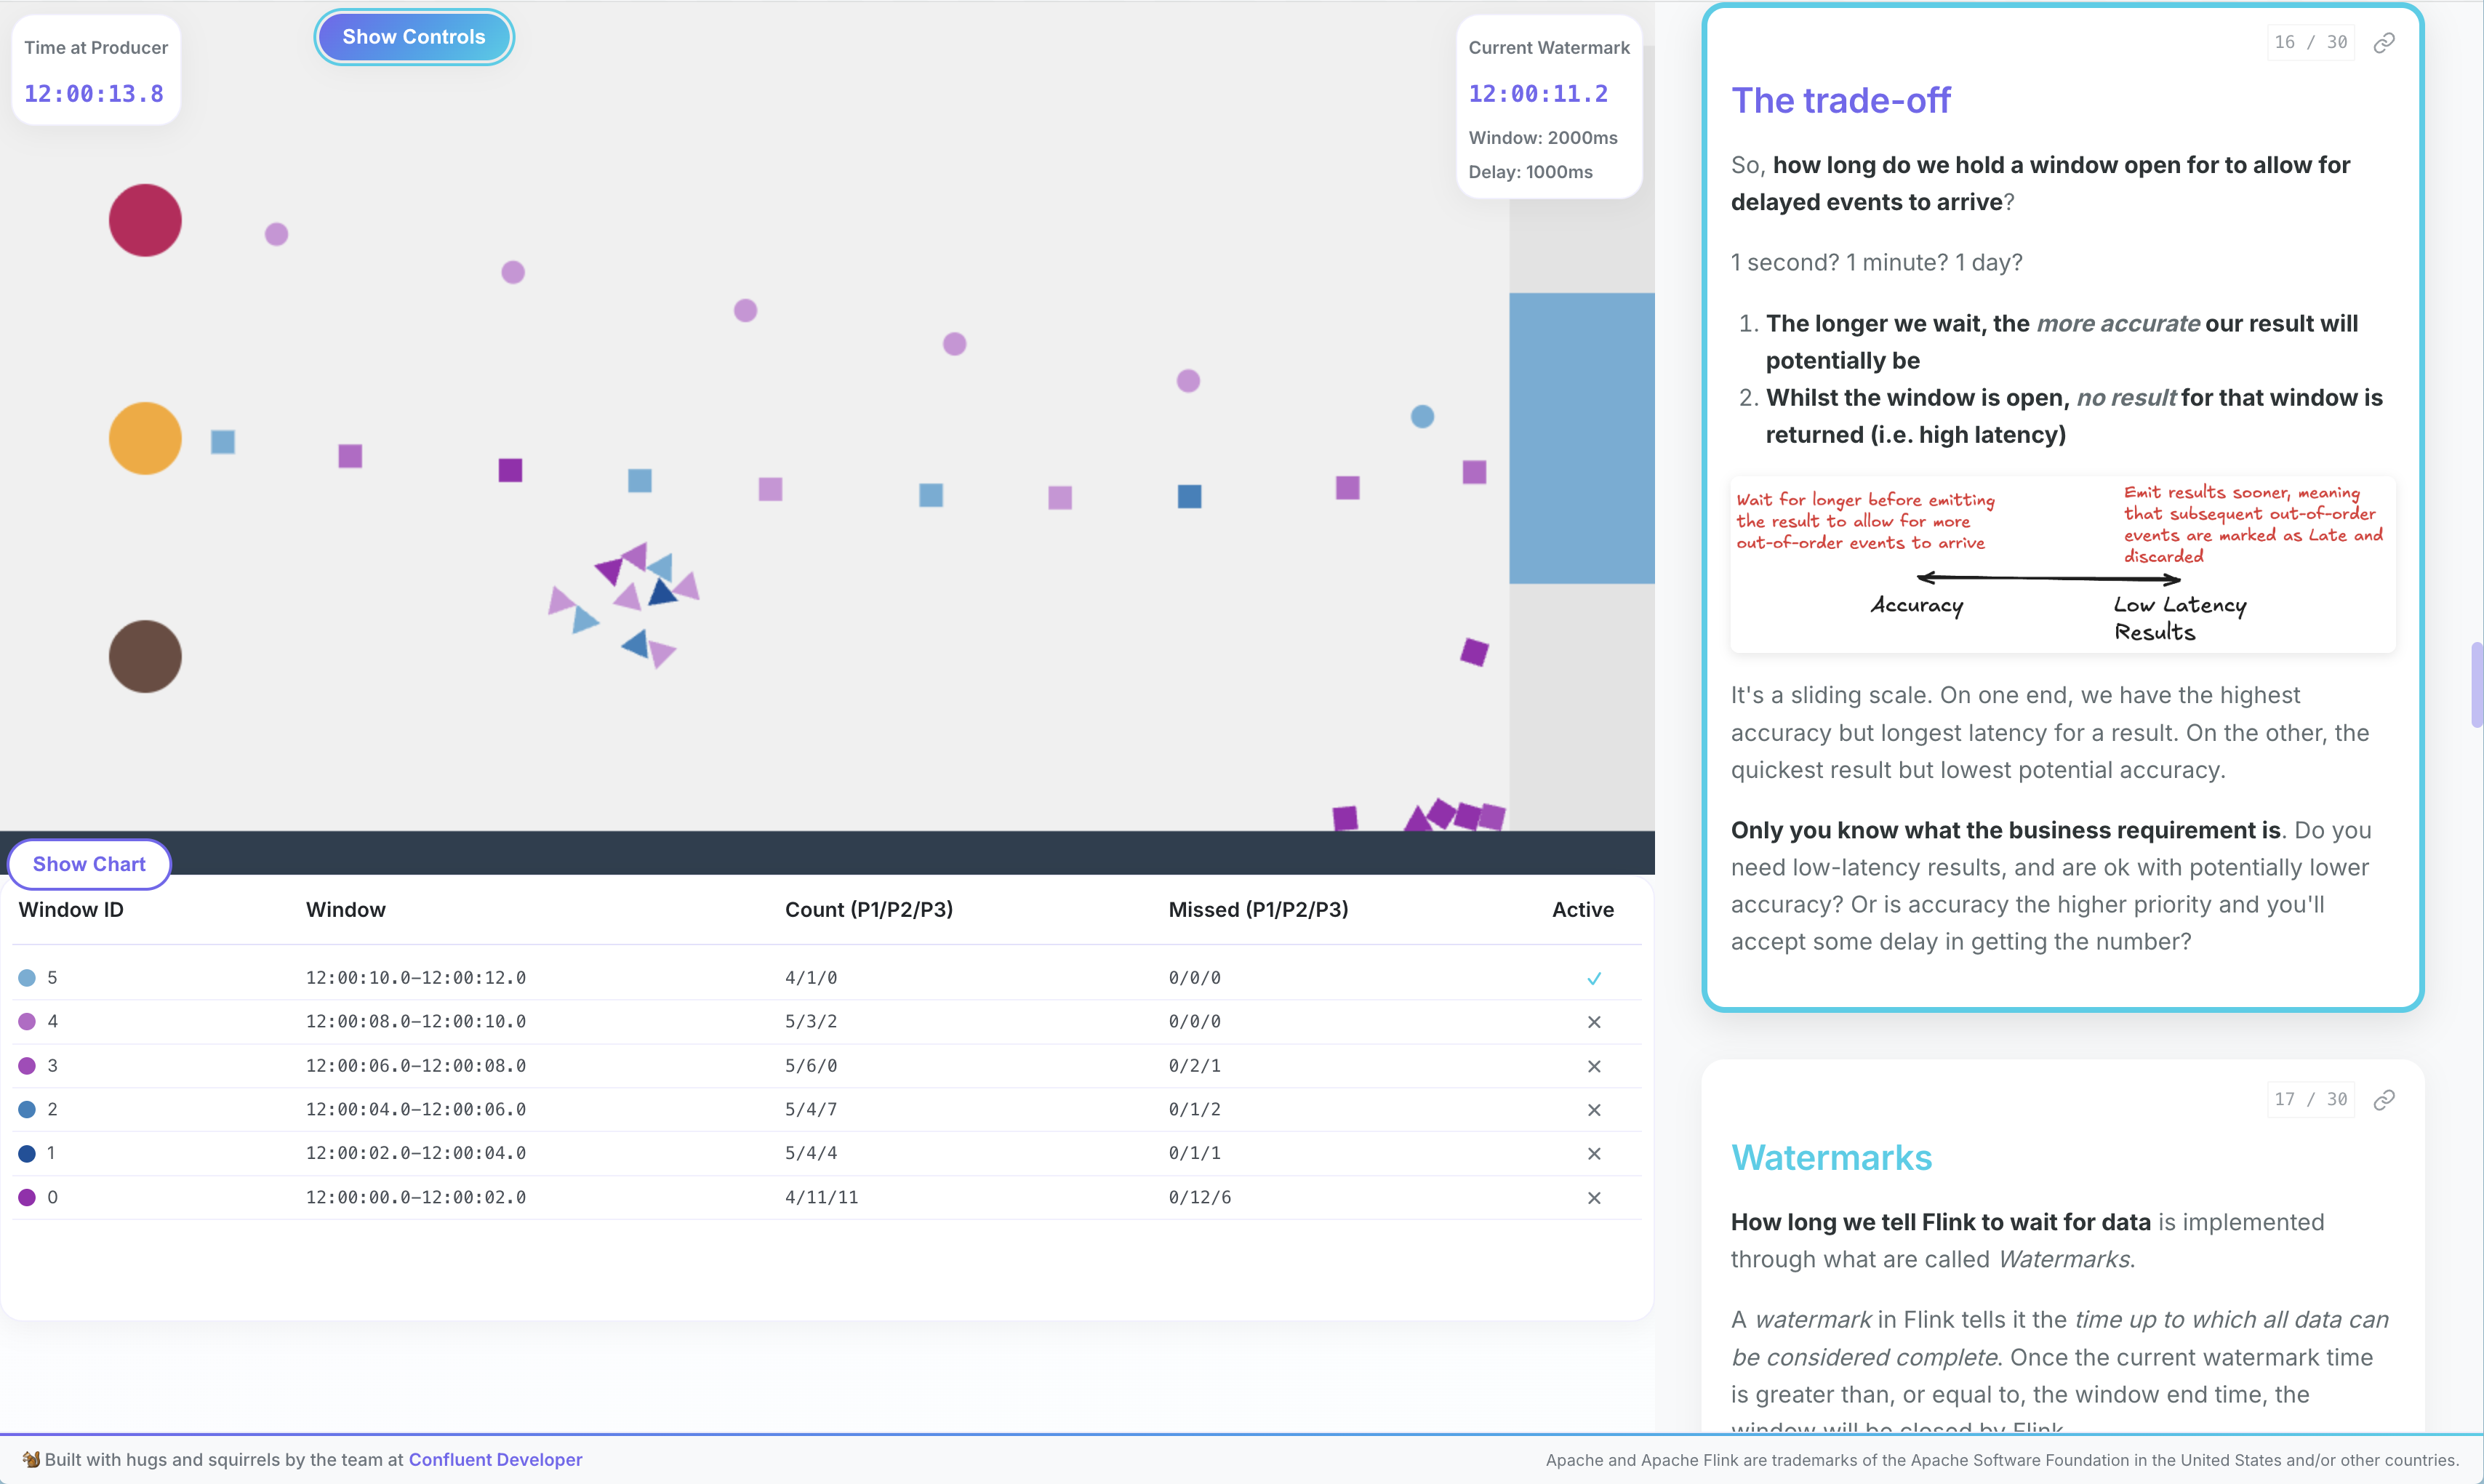 Time at Producer
12:00:13.8
Show Controls
Current Watermark
12:00:11.2
Window: 2000ms
Delay: 1000ms
Show Chart
Window ID Window Count (P1/P2/P3) Missed (P1/P2/P3) Active
5 12:00:10.0–12:00:12.0 4/1/0 0/0/0 ✓
4 12:00:08.0–12:00:10.0 5/3/2 0/0/0 ✕
3 12:00:06.0–12:00:08.0 5/6/0 0/2/1 ✕
2 12:00:04.0–12:00:06.0 5/4/7 0/1/2 ✕
1 12:00:02.0–12:00:04.0 5/4/4 0/1/1 ✕
0 12:00:00.0–12:00:02.0 4/11/11 0/12/6 ✕
16 / 30
The trade-off
So, how long do we hold a window open for to allow for
delayed events to arrive?
1 second? 1 minute? 1 day?
1. The longer we wait, the more accurate our result will
potentially be
2. Whilst the window is open, no result for that window is
returned (i.e. high latency)
Wait for longer before emitting
the result to allow for more
out-of-order events to arrive
Emit results sooner, meaning
that subsequent out-of-order
events are marked as Late and
discarded
Accuracy
Low Latency
Results
It's a sliding scale. On one end, we have the highest
accuracy but longest latency for a result. On the other, the
quickest result but lowest potential accuracy.
Only you know what the business requirement is. Do you
need low-latency results, and are ok with potentially lower
accuracy? Or is accuracy the higher priority and you'll
accept some delay in getting the number?
17 / 30
Watermarks
How long we tell Flink to wait for data is implemented
through what are called Watermarks.
A watermark in Flink tells it the time up to which all data can
be considered complete. Once the current watermark time
is greater than, or equal to, the window end time, the
window will be closed by Flink
🐿️ Built with hugs and squirrels by the team at Confluent Developer
Apache and Apache Flink are trademarks of the Apache Software Foundation in the United States and/or other countries.